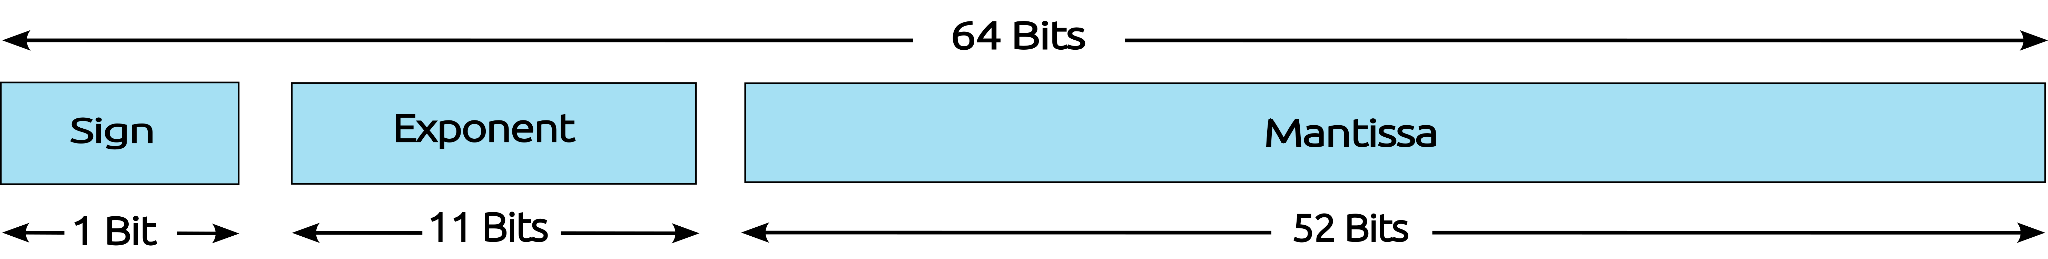 64 Bits
Sign Exponent Mantissa
1 Bit 11 Bits 52 Bits